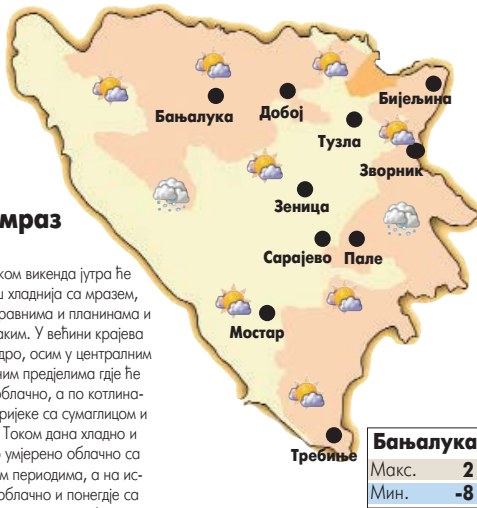 Бањалука
Добој
Бијељина
Тузла
Зворник
Зеница
Сарајево
Пале
Мостар
Требиње
мраз
ком викенда јутра ће
хладнија са мразем,
равнима и планинама и
аким. У већини крајева
дро, осим у централним
ним предјелима гдје ће
облачно, а по котлина-
ријеке са сумаглицом и
Током дана хладно и
умјерено облачно са
м периодима, а на ис-
облачно и понегдје са
Бањалука
Макс. 2
Мин. -8